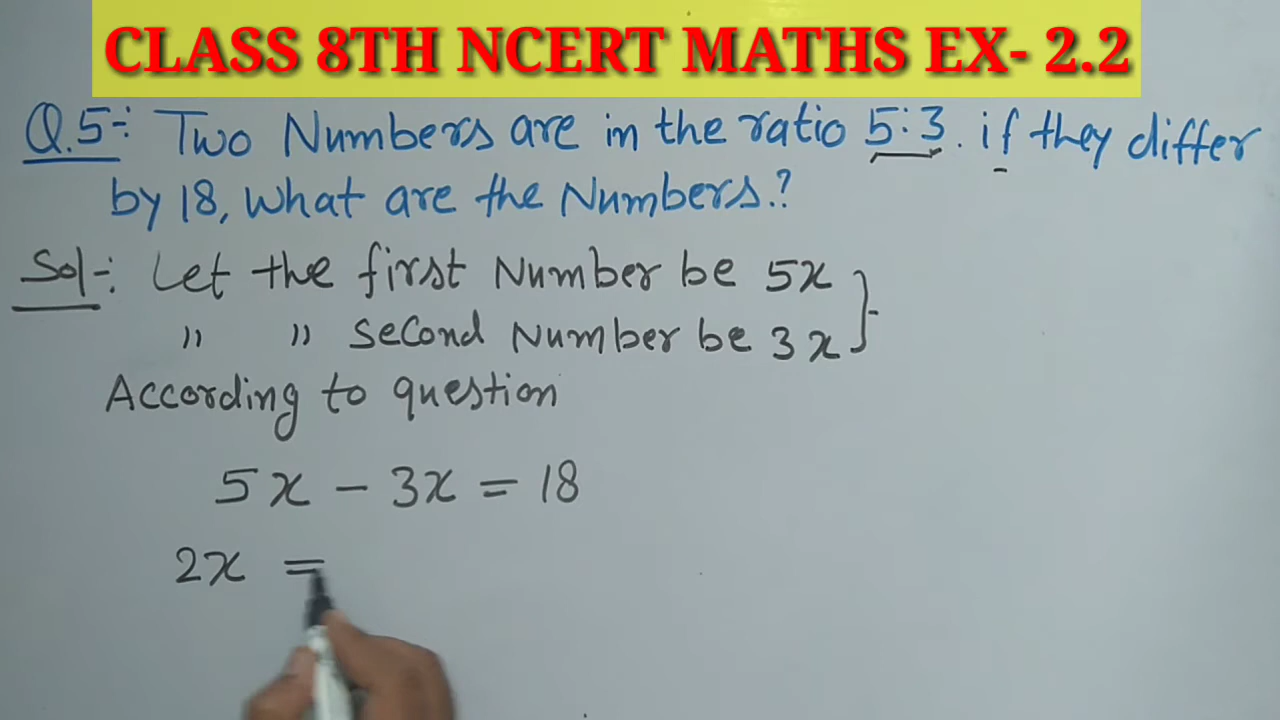 CLASS 8TH NCERT MATHS EX- 2.2
Q.5-: Two Numbers are in the ratio 5:3. if they differ
by 18, What are the Numbers.?
Sol-: Let the first Number be 5x
" " second Number be 3x
According to question
5x - 3x = 18
2x =